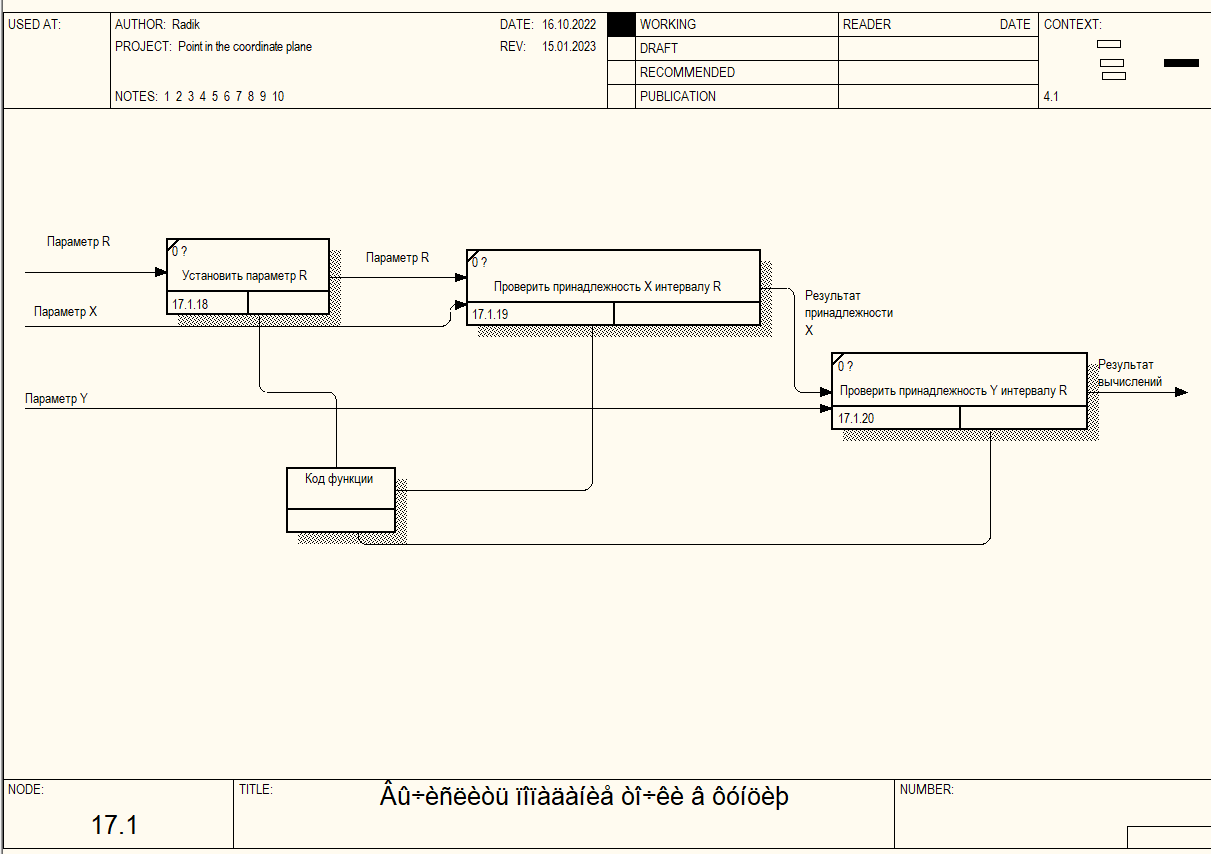 USED AT:
AUTHOR: Radik
DATE: 16.10.2022
PROJECT: Point in the coordinate plane
REV: 15.01.2023
NOTES: 1 2 3 4 5 6 7 8 9 10
WORKING
DRAFT
RECOMMENDED
PUBLICATION
READER DATE
CONTEXT:
4.1
Параметр R
0 ?
Установить параметр R
17.1.18
Параметр R
0 ?
Проверить принадлежность X интервалу R
17.1.19
Параметр X
Результат
принадлежности
X
0 ?
Проверить принадлежность Y интервалу R
17.1.20
Результат
вычислений
Параметр Y
Код функции
NODE:
17.1
TITLE:
Âû÷èñëèòü ïîïàäàíèå òî÷êè â ôóíöèþ
NUMBER: